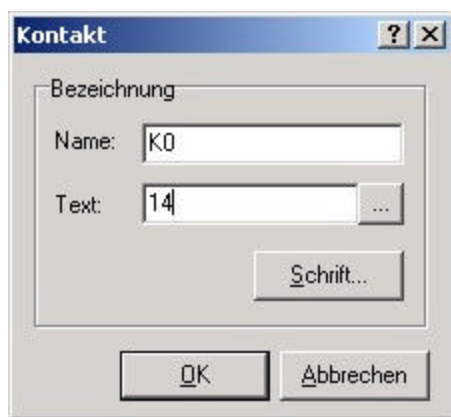 Kontakt
Bezeichnung
Name: K0
Text: 14 ...
Schrift...
OK Abbrechen